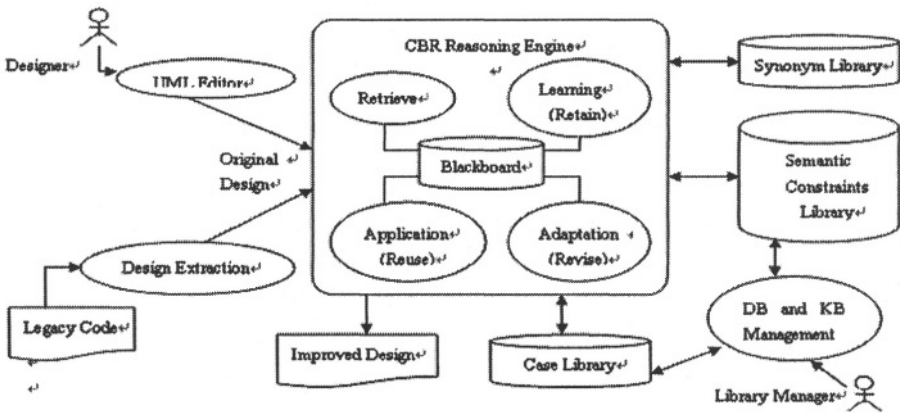 Designer
UML Editor
CBR Reasoning Engine
Retrieve
Learning
(Retain)
Synonym Library
Original
Design
Blackboard
Semantic
Constraints
Library
Application
(Reuse)
Adaptation
(Revise)
Design Extraction
Legacy Code
Improved Design
Case Library
DB and KB
Management
Library Manager